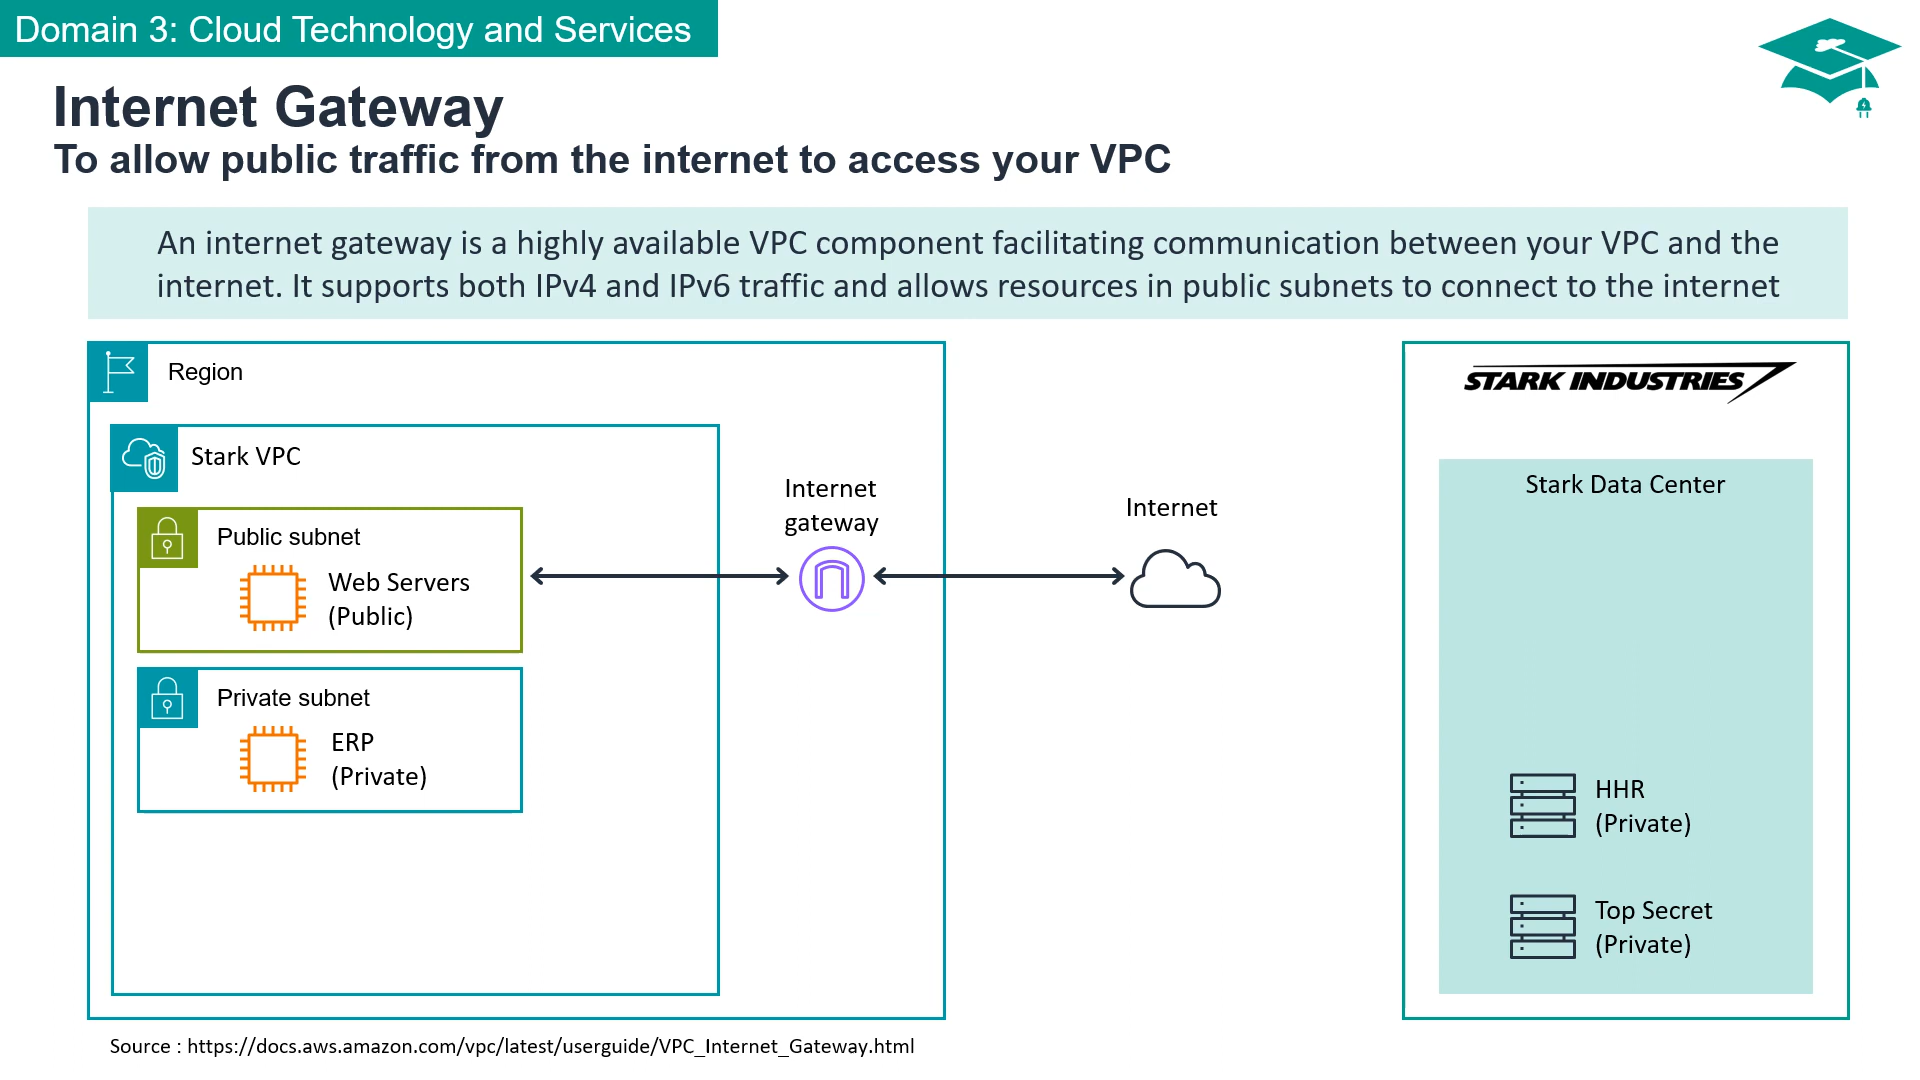 Domain 3: Cloud Technology and Services
Internet Gateway
To allow public traffic from the internet to access your VPC
An internet gateway is a highly available VPC component facilitating communication between your VPC and the
internet. It supports both IPv4 and IPv6 traffic and allows resources in public subnets to connect to the internet
Region
Stark VPC
Public subnet
Web Servers
(Public)
Private subnet
ERP
(Private)
Internet
gateway
Internet
STARK INDUSTRIES
Stark Data Center
HHR
(Private)
Top Secret
(Private)
Source : https://docs.aws.amazon.com/vpc/latest/userguide/VPC_Internet_Gateway.html